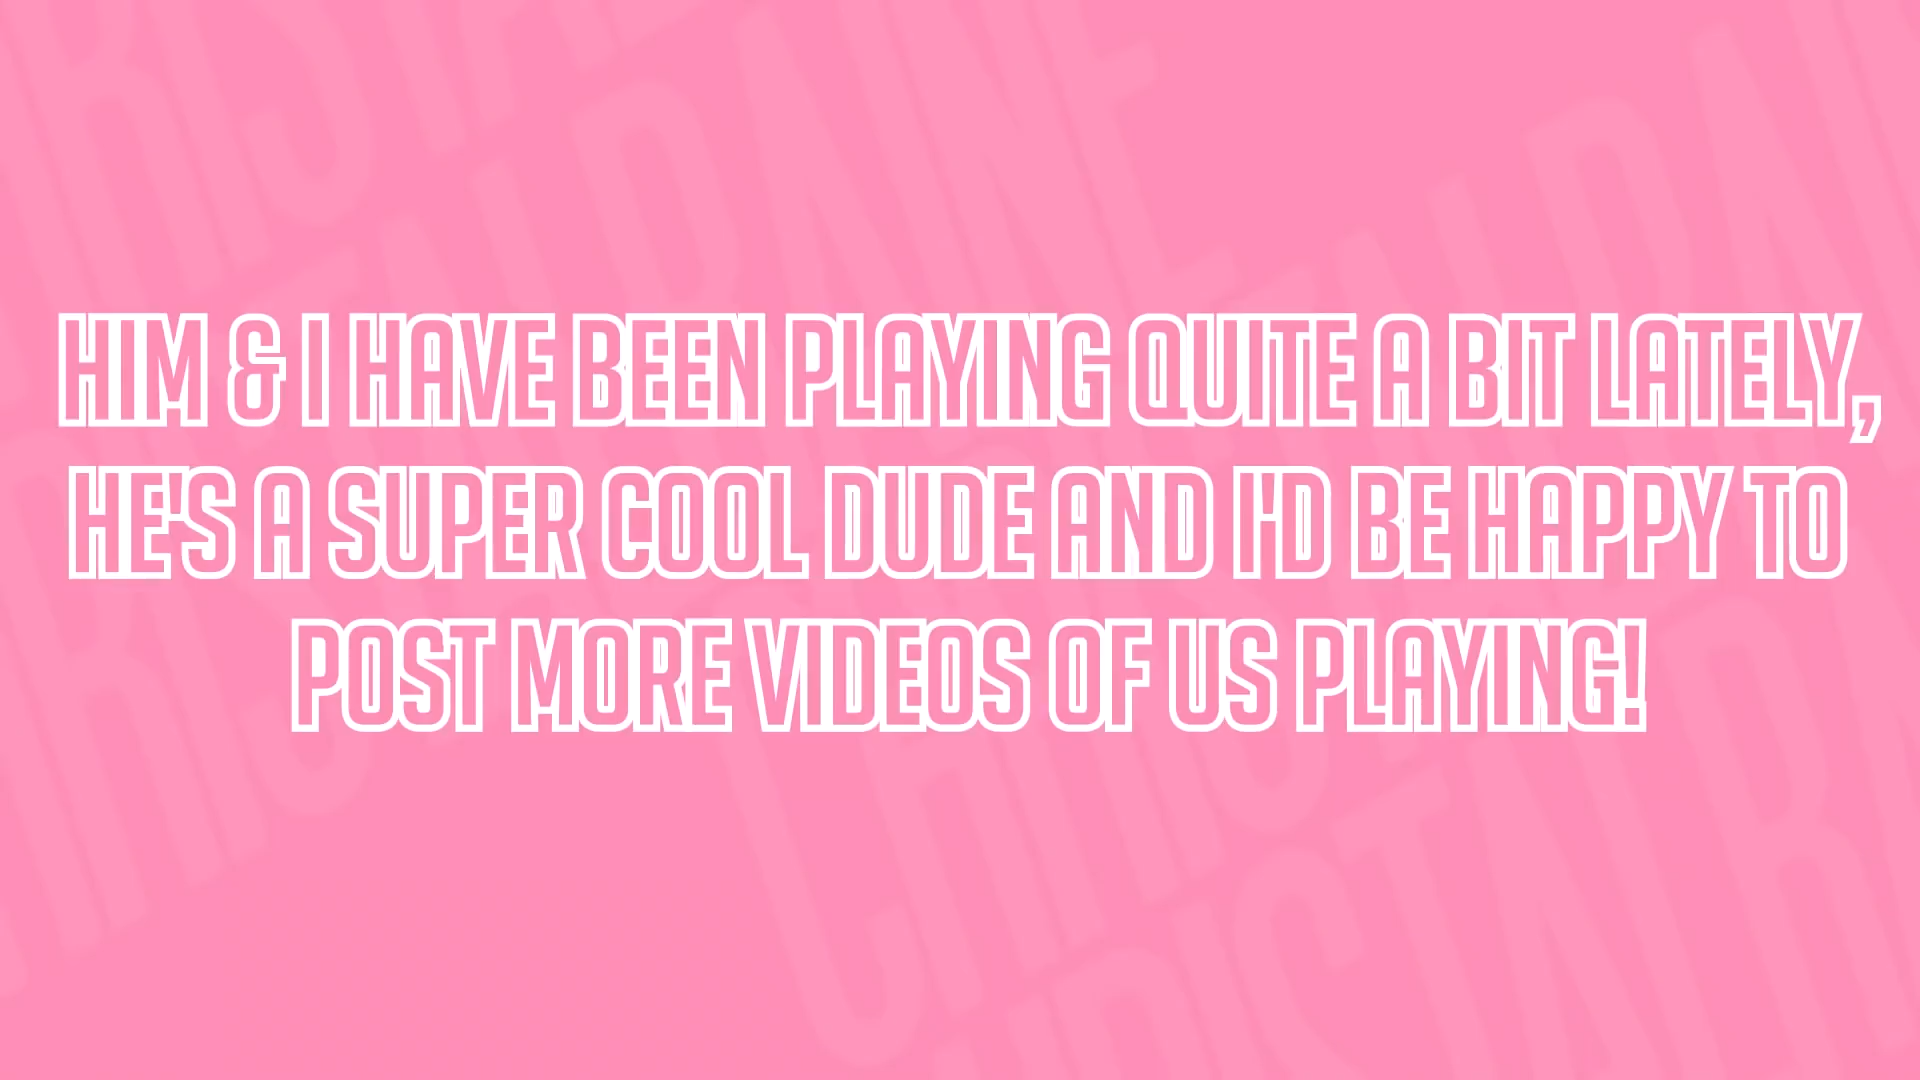 HIM & I HAVE BEEN PLAYING QUITE A BIT LATELY,
HE'S A SUPER COOL DUDE AND I'D BE HAPPY TO
POST MORE VIDEOS OF US PLAYING!